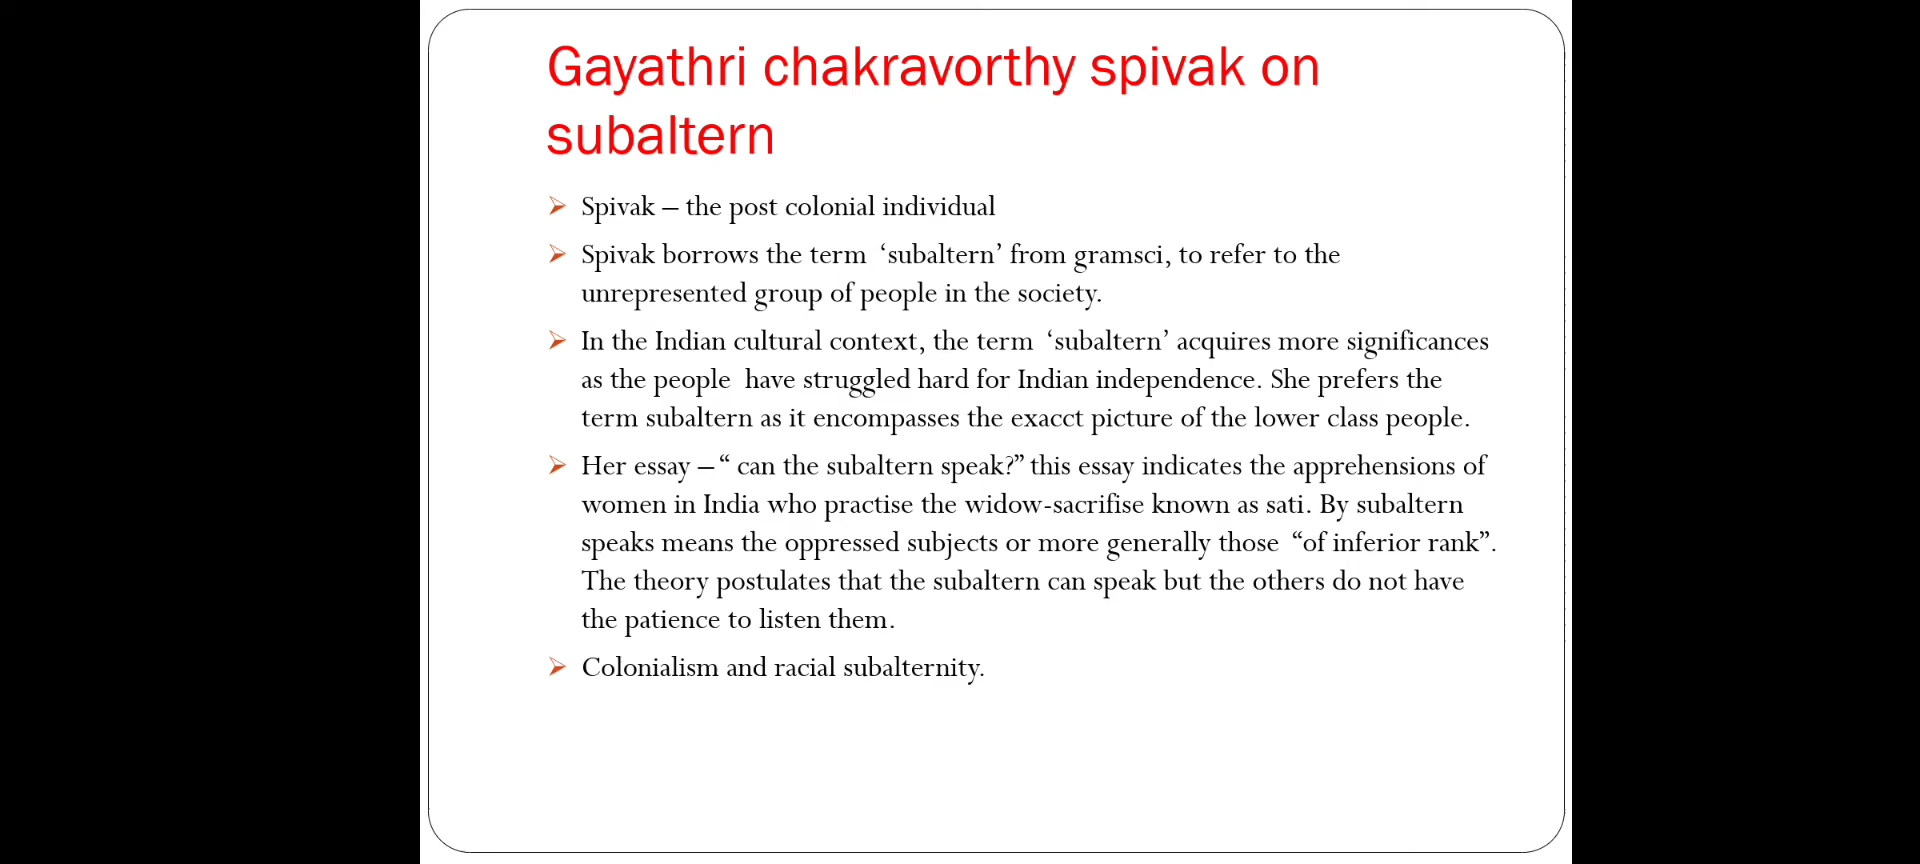 Gayathri chakravorthy spivak on
subaltern
➢ Spivak – the post colonial individual
➢ Spivak borrows the term ‘subaltern’ from gramsci, to refer to the
unrepresented group of people in the society.
➢ In the Indian cultural context, the term ‘subaltern’ acquires more significances
as the people have struggled hard for Indian independence. She prefers the
term subaltern as it encompasses the exacct picture of the lower class people.
➢ Her essay – “ can the subaltern speak?” this essay indicates the apprehensions of
women in India who practise the widow-sacrifise known as sati. By subaltern
speaks means the oppressed subjects or more generally those “of inferior rank”.
The theory postulates that the subaltern can speak but the others do not have
the patience to listen them.
➢ Colonialism and racial subalternity.